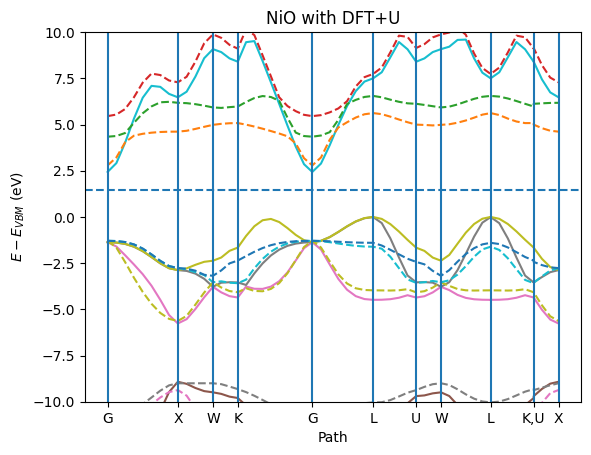 NiO with DFT+U
E − E_{VBM} (eV)
10.0
7.5
5.0
2.5
0.0
−2.5
−5.0
−7.5
−10.0
G X W K G L U W L K,U X
Path